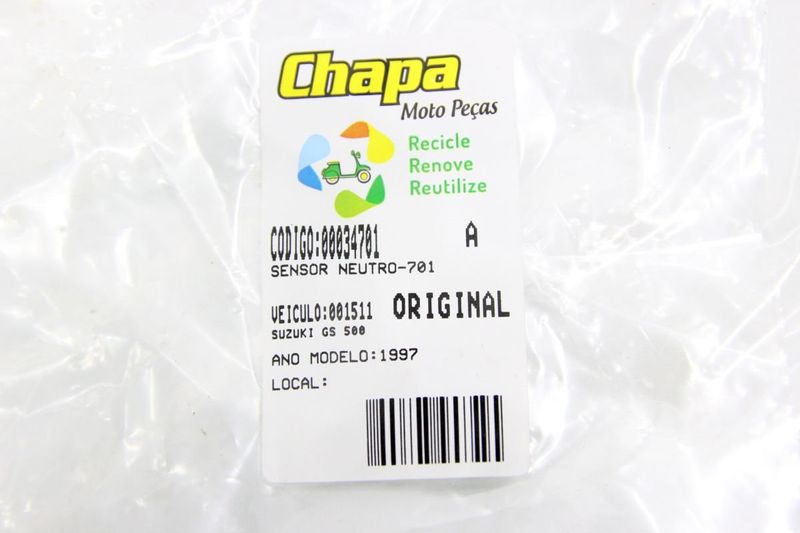 Chapa
Moto Peças
Recicle
Renove
Reutilize
CODIGO:00034701 A
SENSOR NEUTRO-701
VEICULO:001511 ORIGINAL
SUZUKI GS 500
ANO MODELO:1997
LOCAL: